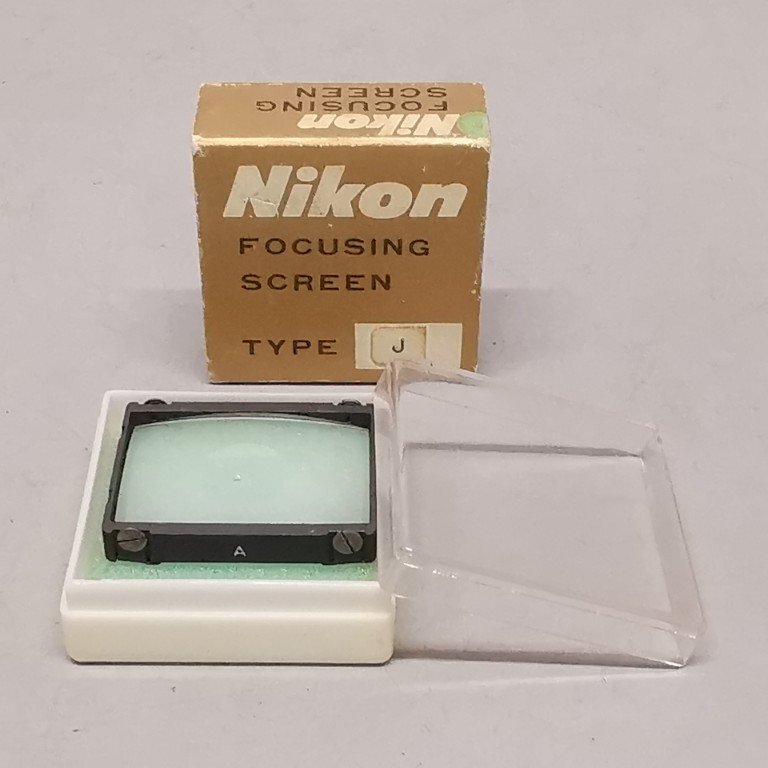 Nikon
FOCUSING
SCREEN
Nikon
FOCUSING
SCREEN
TYPE J
A